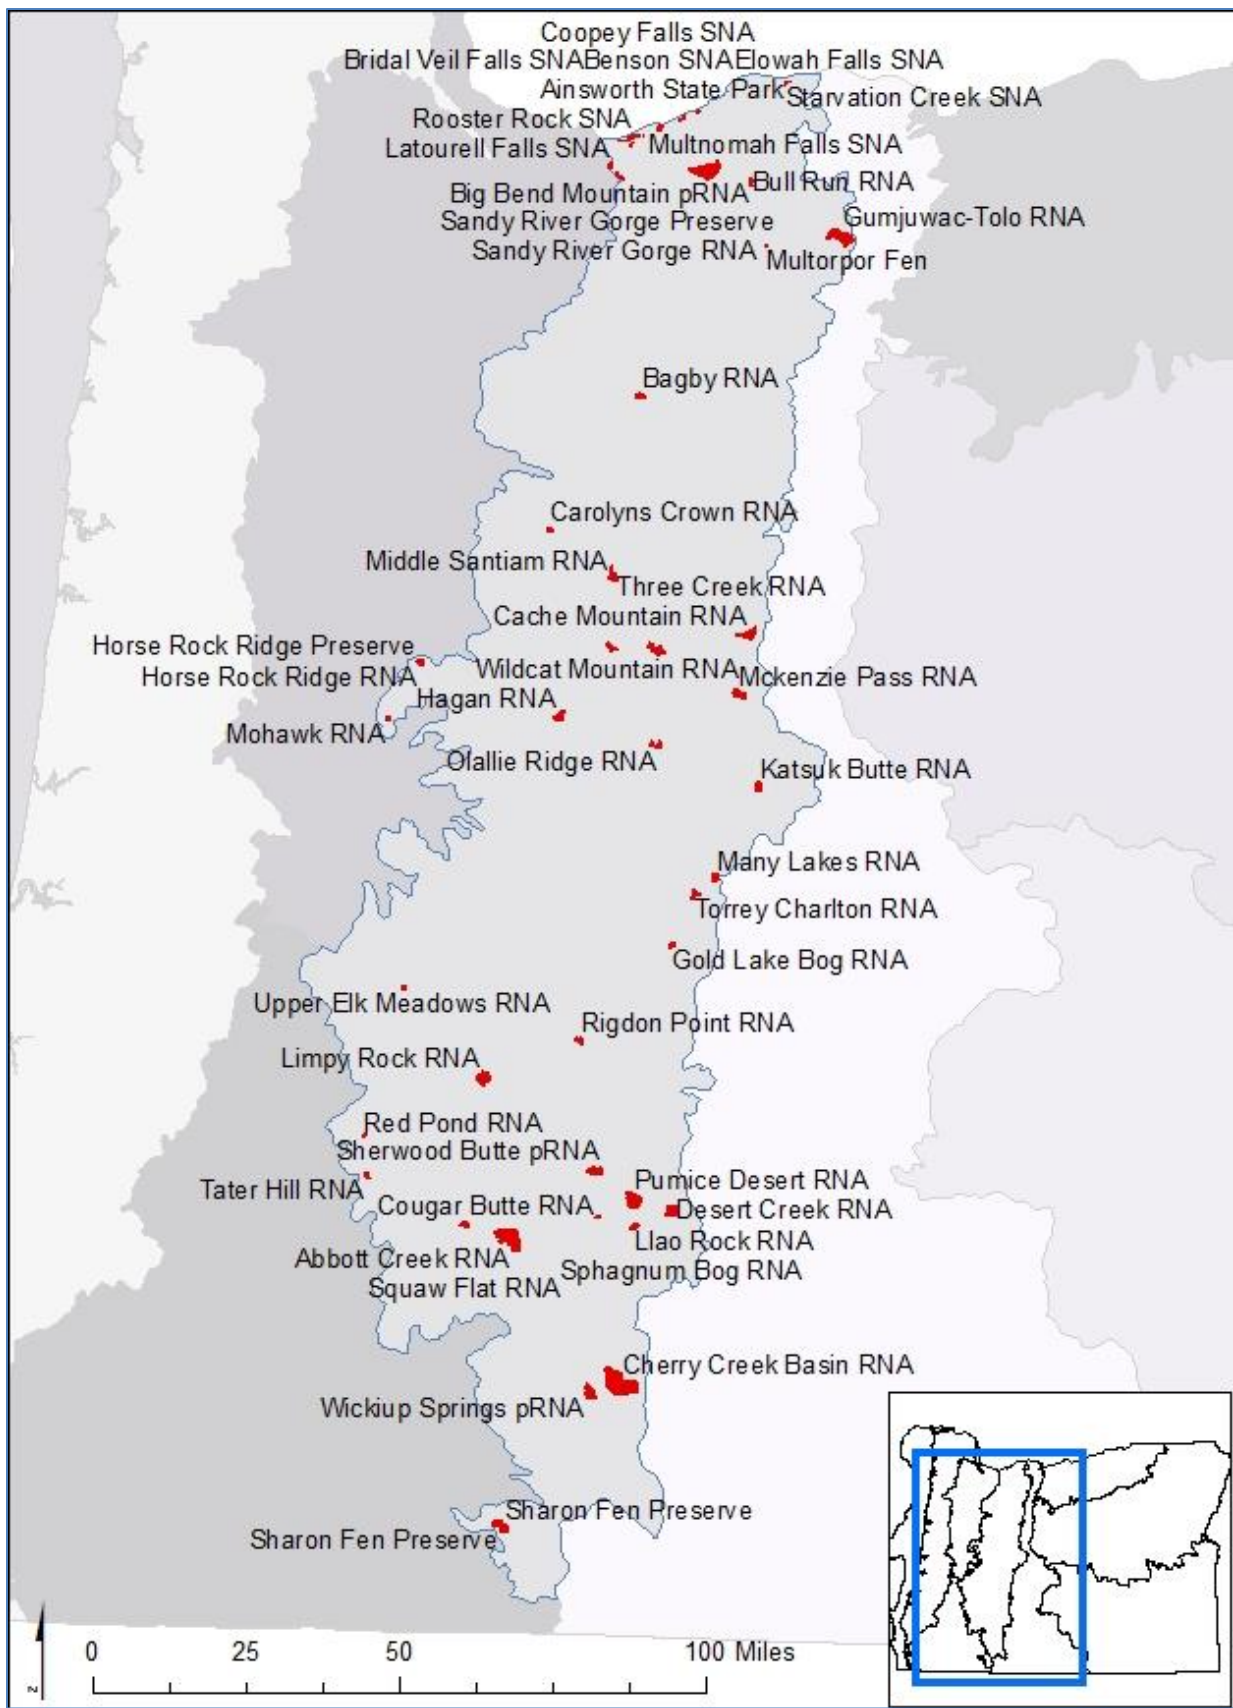 Coopey Falls SNA
Bridal Veil Falls SNABenson SNAElowah Falls SNA
Ainsworth State Park
Starvation Creek SNA
Rooster Rock SNA
Latourell Falls SNA
Multnomah Falls SNA
Big Bend Mountain pRNA
Bull Run RNA
Sandy River Gorge Preserve
Gumjuwac-Tolo RNA
Sandy River Gorge RNA
Multorpor Fen
Bagby RNA
Carolyns Crown RNA
Middle Santiam RNA
Three Creek RNA
Cache Mountain RNA
Horse Rock Ridge Preserve
Wildcat Mountain RNA
Horse Rock Ridge RNA
Mckenzie Pass RNA
Hagan RNA
Mohawk RNA
Olallie Ridge RNA
Katsuk Butte RNA
Many Lakes RNA
Torrey Charlton RNA
Gold Lake Bog RNA
Upper Elk Meadows RNA
Rigdon Point RNA
Limpy Rock RNA
Red Pond RNA
Sherwood Butte pRNA
Tater Hill RNA
Pumice Desert RNA
Cougar Butte RNA
Desert Creek RNA
Llao Rock RNA
Abbott Creek RNA
Sphagnum Bog RNA
Squaw Flat RNA
Cherry Creek Basin RNA
Wickiup Springs pRNA
Sharon Fen Preserve
Sharon Fen Preserve
0 25 50 100 Miles
N